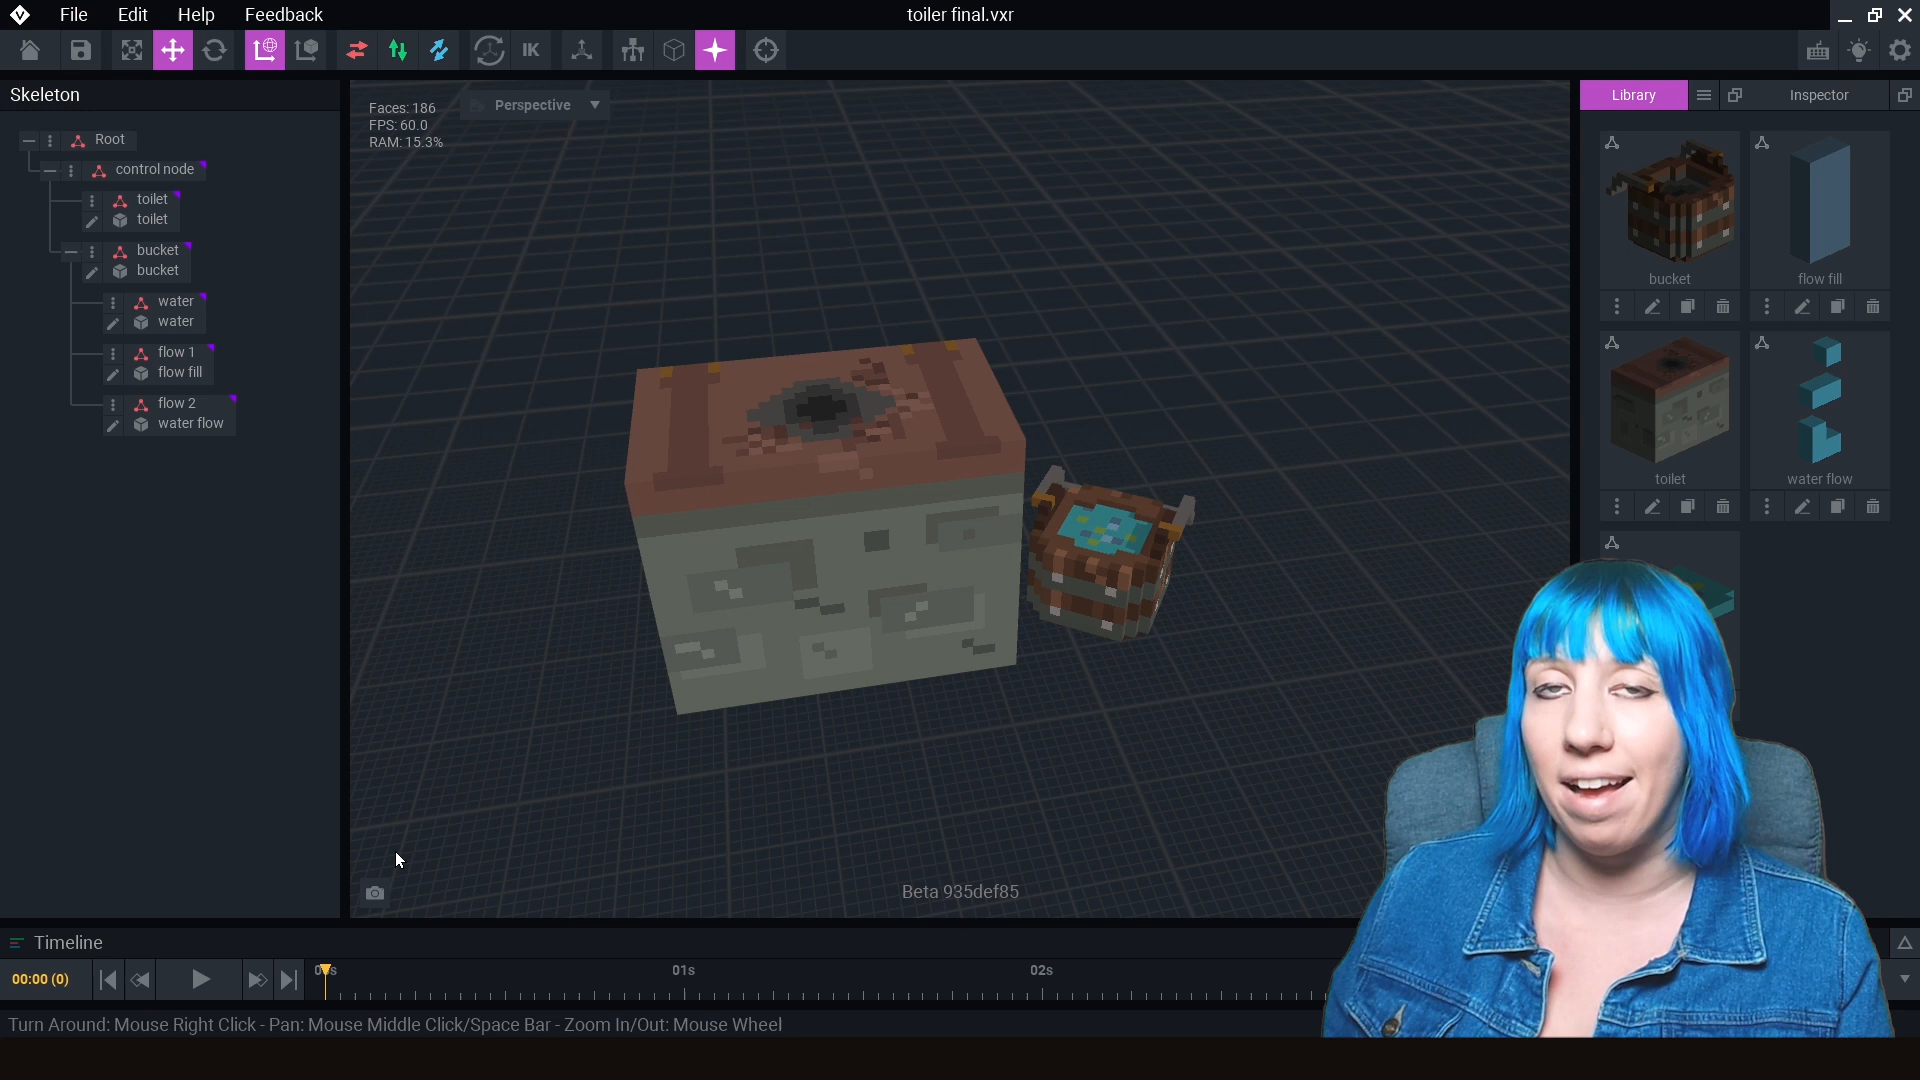 File Edit Help Feedback
toiler final.vxr
IK
Skeleton
Root
control node
toilet
toilet
bucket
bucket
water
water
flow 1
flow fill
flow 2
water flow
Faces: 186
FPS: 60.0
RAM: 15.3%
Perspective
Beta 935def85
Library
Inspector
bucket
flow fill
toilet
water flow
Timeline
00:00 (0)
01s
02s
Turn Around: Mouse Right Click - Pan: Mouse Middle Click/Space Bar - Zoom In/Out: Mouse Wheel